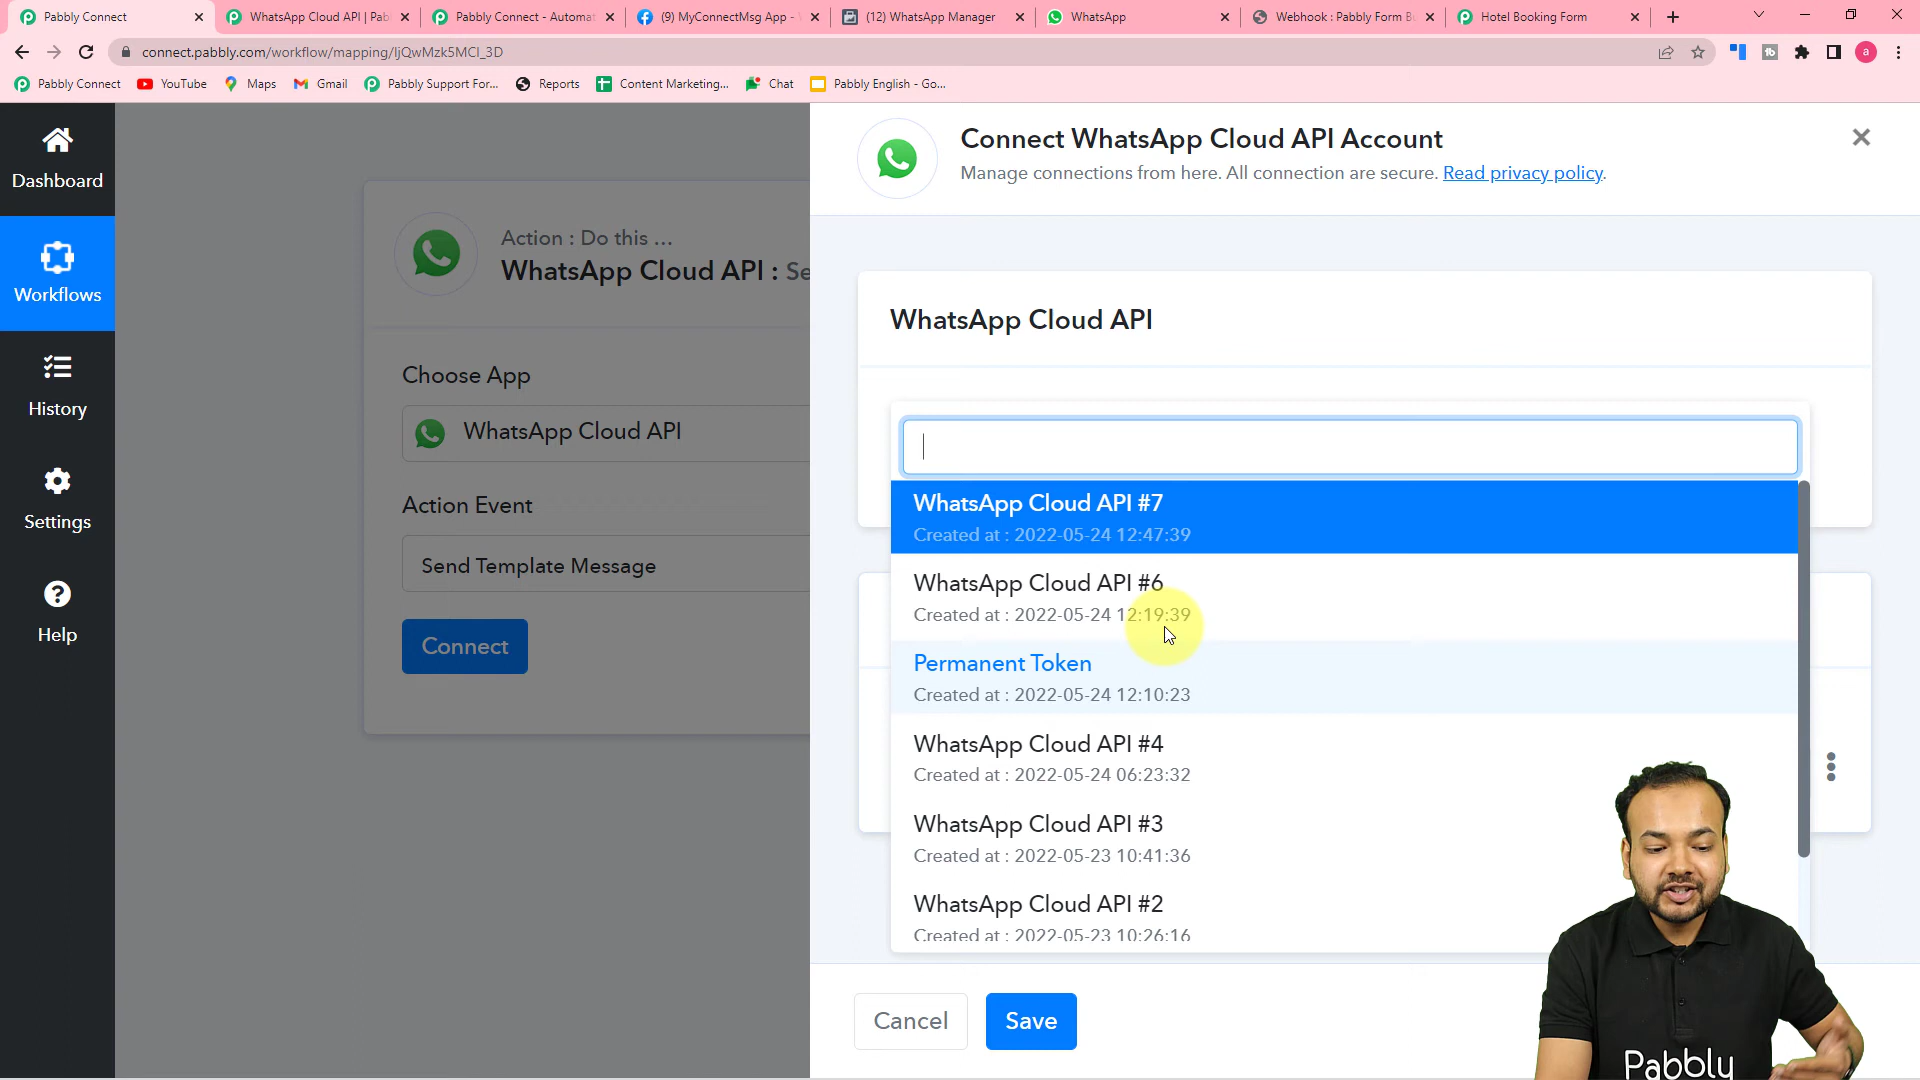 Pabbly Connect
WhatsApp Cloud API | Pab
Pabbly Connect - Automat
(9) MyConnectMsg App -
(12) WhatsApp Manager
WhatsApp
Webhook : Pabbly Form B
Hotel Booking Form
connect.pabbly.com/workflow/mapping/IjQwMzk5MCI_3D
Pabbly Connect
YouTube
Maps
Gmail
Pabbly Support For...
Reports
Content Marketing...
Chat
Pabbly English - Go...
Dashboard
Workflows
History
Settings
Help
Action : Do this ...
WhatsApp Cloud API : Se
Choose App
WhatsApp Cloud API
Action Event
Send Template Message
Connect
Connect WhatsApp Cloud API Account
Manage connections from here. All connection are secure. Read privacy policy.
WhatsApp Cloud API
WhatsApp Cloud API #7
Created at : 2022-05-24 12:47:39
WhatsApp Cloud API #6
Created at : 2022-05-24 12:19:39
Permanent Token
Created at : 2022-05-24 12:10:23
WhatsApp Cloud API #4
Created at : 2022-05-24 06:23:32
WhatsApp Cloud API #3
Created at : 2022-05-23 10:41:36
WhatsApp Cloud API #2
Created at : 2022-05-23 10:26:16
Cancel
Save
Pabbly